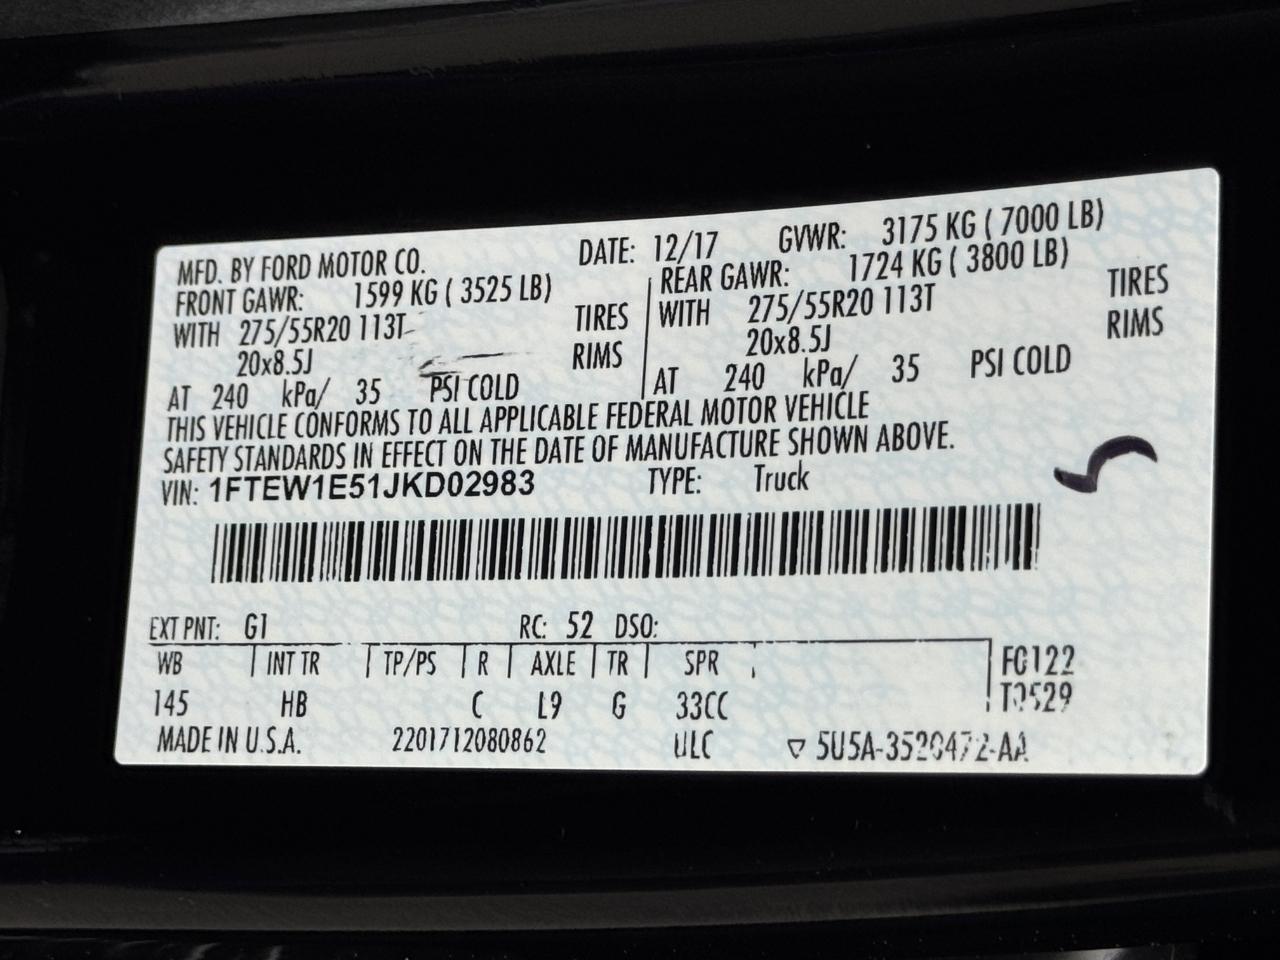 MFD. BY FORD MOTOR CO. DATE: 12/17 GVWR: 3175 KG ( 7000 LB)
FRONT GAWR: 1599 KG ( 3525 LB) REAR GAWR: 1724 KG ( 3800 LB)
WITH 275/55R20 113T TIRES WITH 275/55R20 113T TIRES
20x8.5J RIMS 20x8.5J RIMS
AT 240 kPa/ 35 PSI COLD AT 240 kPa/ 35 PSI COLD
THIS VEHICLE CONFORMS TO ALL APPLICABLE FEDERAL MOTOR VEHICLE
SAFETY STANDARDS IN EFFECT ON THE DATE OF MANUFACTURE SHOWN ABOVE.
VIN: 1FTEW1E51JKD02983 TYPE: Truck
EXT PNT: G1 RC: 52 DSO:
WB INT TR TP/PS R AXLE TR SPR F0122
145 HB C L9 G 33CC T0529
MADE IN U.S.A. 2201712080862 ULC ▽ 5U5A-3520472-AA